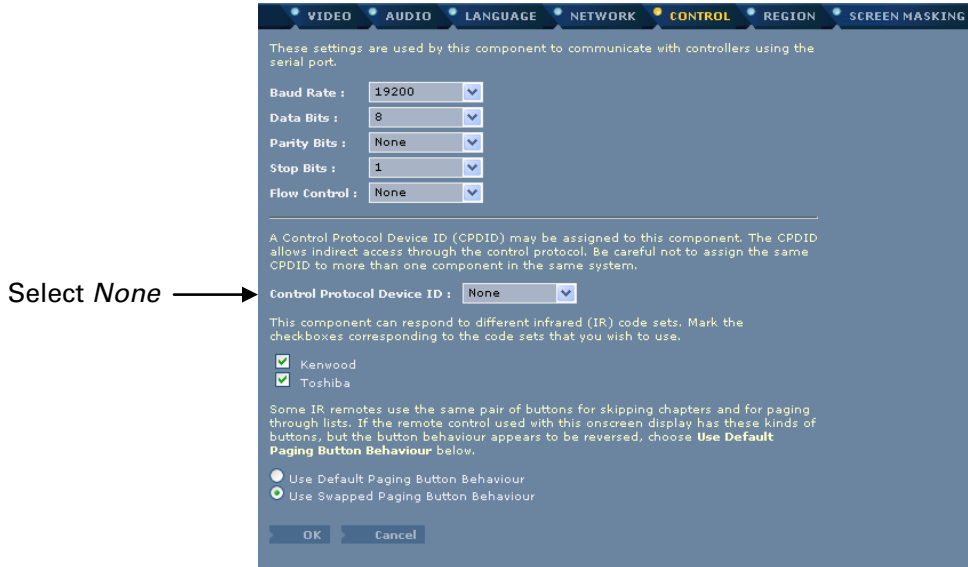 VIDEO AUDIO LANGUAGE NETWORK CONTROL REGION SCREEN MASKING
These settings are used by this component to communicate with controllers using the
serial port.
Baud Rate : 19200
Data Bits : 8
Parity Bits : None
Stop Bits : 1
Flow Control : None
A Control Protocol Device ID (CPDID) may be assigned to this component. The CPDID
allows indirect access through the control protocol. Be careful not to assign the same
CPDID to more than one component in the same system.
Select None
Control Protocol Device ID : None
This component can respond to different infrared (IR) code sets. Mark the
checkboxes corresponding to the code sets that you wish to use.
Kenwood
Toshiba
Some IR remotes use the same pair of buttons for skipping chapters and for paging
through lists. If the remote control used with this onscreen display has these kinds of
buttons, but the button behaviour appears to be reversed, choose Use Default
Paging Button Behaviour below.
Use Default Paging Button Behaviour
Use Swapped Paging Button Behaviour
OK Cancel